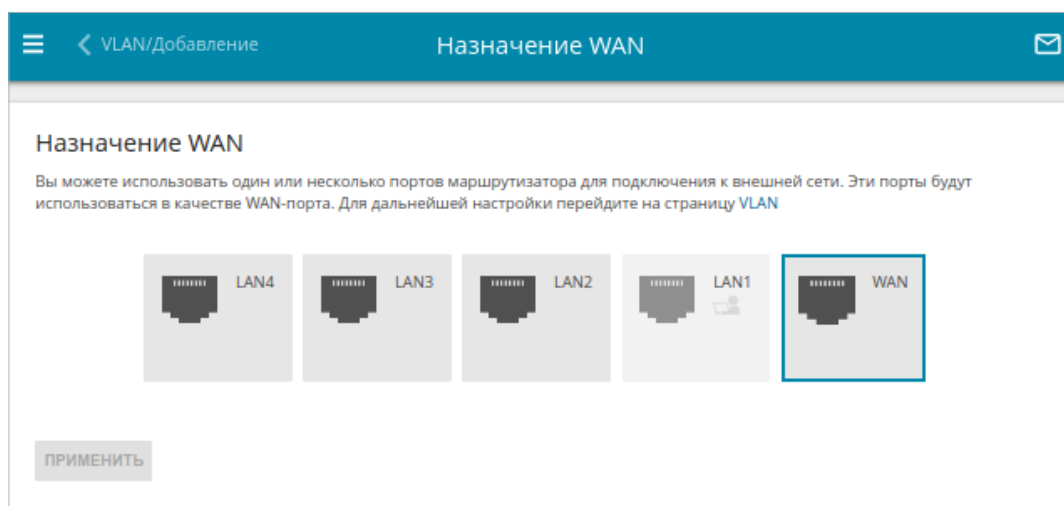 VLAN/Добавление
Назначение WAN
Назначение WAN
Вы можете использовать один или несколько портов маршрутизатора для подключения к внешней сети. Эти порты будут
использоваться в качестве WAN-порта. Для дальнейшей настройки перейдите на страницу VLAN
LAN4
LAN3
LAN2
LAN1
WAN
ПРИМЕНИТЬ